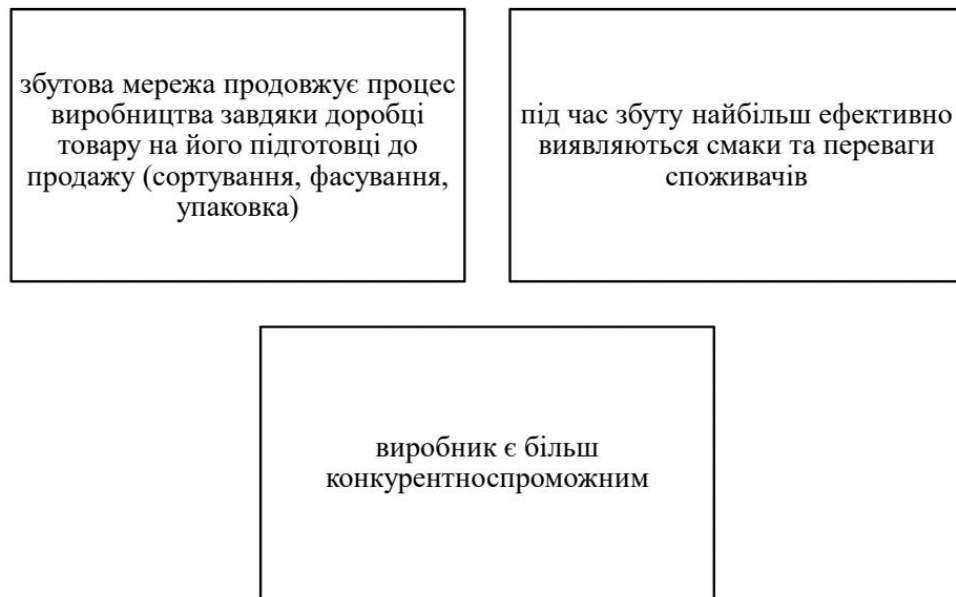 збутова мережа продовжує процес
виробництва завдяки доробці
товару на його підготовці до
продажу (сортування, фасування,
упаковка)
під час збуту найбільш ефективно
виявляються смаки та переваги
споживачів
виробник є більш
конкурентноспроможним